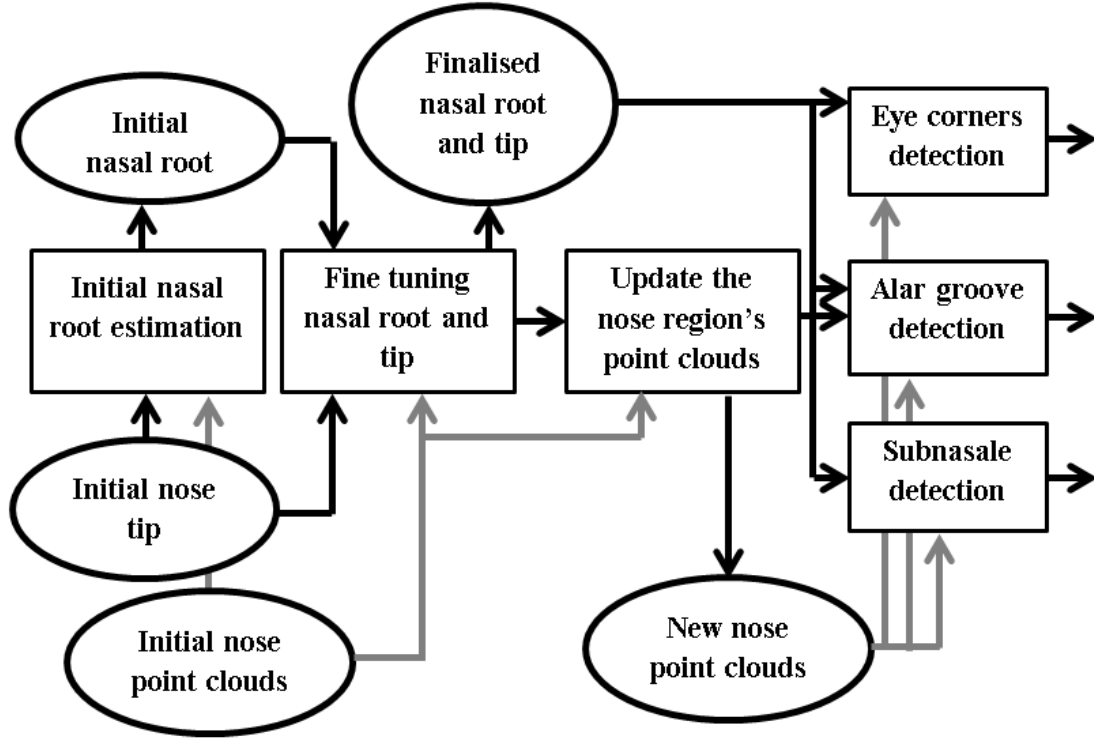 Initial
nasal root
Finalised
nasal root
and tip
Eye corners
detection
Initial nasal
root estimation
Fine tuning
nasal root and
tip
Update the
nose region's
point clouds
Alar groove
detection
Initial nose
tip
Subnasale
detection
Initial nose
point clouds
New nose
point clouds